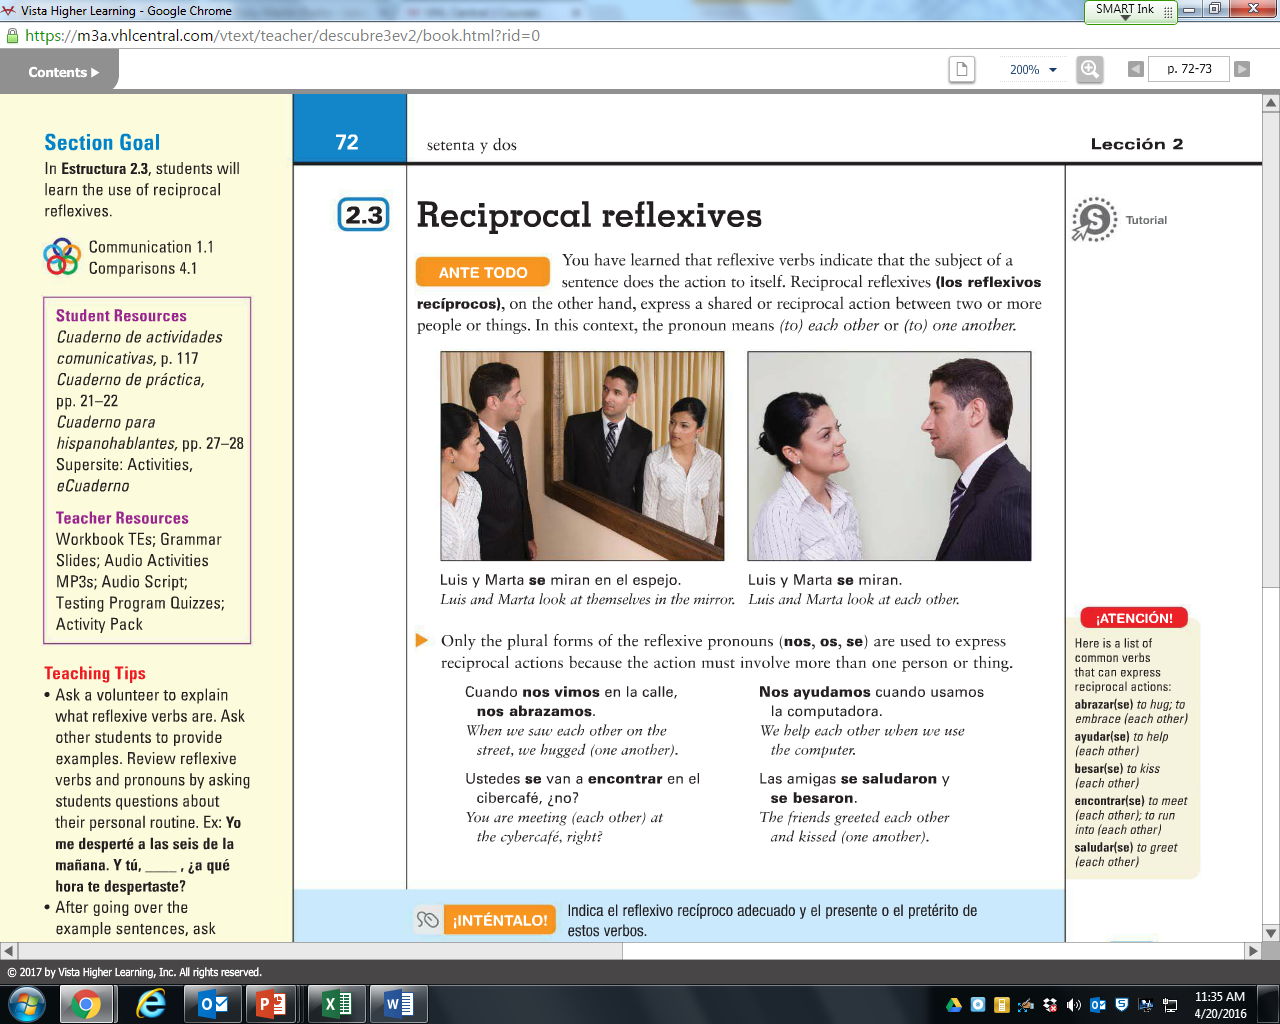 Vista Higher Learning - Google Chrome
SMART Ink
https://m3a.vhlcentral.com/vtext/teacher/descubre3ev2/book.html?rid=0
Contents
200%
p. 72-73
Section Goal
In Estructura 2.3, students will
learn the use of reciprocal
reflexives.
Communication 1.1
Comparisons 4.1
Student Resources
Cuaderno de actividades
comunicativas, p. 117
Cuaderno de práctica,
pp. 21–22
Cuaderno para
hispanohablantes, pp. 27–28
Supersite: Activities,
eCuaderno
Teacher Resources
Workbook TEs; Grammar
Slides; Audio Activities
MP3s; Audio Script;
Testing Program Quizzes;
Activity Pack
Teaching Tips
• Ask a volunteer to explain
what reflexive verbs are. Ask
other students to provide
examples. Review reflexive
verbs and pronouns by asking
students questions about
their personal routine. Ex: Yo
me desperté a las seis de la
mañana. Y tú, ____ , ¿a qué
hora te despertaste?
• After going over the
example sentences, ask
72
setenta y dos
Lección 2
2.3
Reciprocal reflexives
S
Tutorial
ANTE TODO
You have learned that reflexive verbs indicate that the subject of a
sentence does the action to itself. Reciprocal reflexives (los reflexivos
recíprocos), on the other hand, express a shared or reciprocal action between two or more
people or things. In this context, the pronoun means (to) each other or (to) one another.
Luis y Marta se miran en el espejo.
Luis and Marta look at themselves in the mirror.
Luis y Marta se miran.
Luis and Marta look at each other.
Only the plural forms of the reflexive pronouns (nos, os, se) are used to express
reciprocal actions because the action must involve more than one person or thing.
Cuando nos vimos en la calle,
nos abrazamos.
When we saw each other on the
street, we hugged (one another).
Nos ayudamos cuando usamos
la computadora.
We help each other when we use
the computer.
Ustedes se van a encontrar en el
cibercafé, ¿no?
You are meeting (each other) at
the cybercafé, right?
Las amigas se saludaron y
se besaron.
The friends greeted each other
and kissed (one another).
¡ATENCIÓN!
Here is a list of
common verbs
that can express
reciprocal actions:
abrazar(se) to hug; to
embrace (each other)
ayudar(se) to help
(each other)
besar(se) to kiss
(each other)
encontrar(se) to meet
(each other); to run
into (each other)
saludar(se) to greet
(each other)
¡INTÉNTALO!
Indica el reflexivo recíproco adecuado y el presente o el pretérito de
estos verbos.
© 2017 by Vista Higher Learning, Inc. All rights reserved.
11:35 AM
4/20/2016